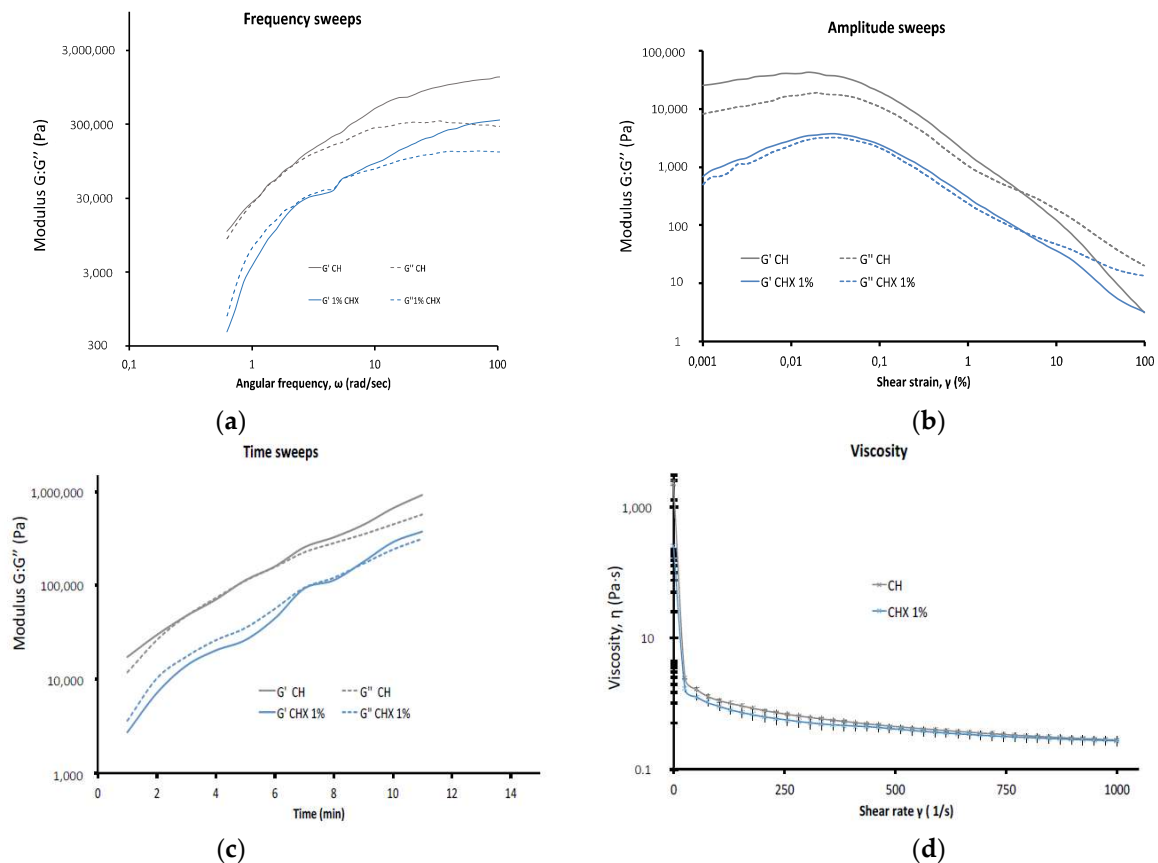 Frequency sweeps
Modulus G:G′′ (Pa)
3,000,000
300,000
30,000
3,000
300
0,1
1
10
100
G' CH
G'' CH
G' 1% CHX
G''1% CHX
Angular frequency, ω (rad/sec)
(a)
Amplitude sweeps
Modulus G:G′′ (Pa)
100,000
10,000
1,000
100
10
1
0,001
0,01
0,1
1
10
100
G' CH
G'' CH
G' CHX 1%
G'' CHX 1%
Shear strain, γ (%)
(b)
Time sweeps
Modulus G:G′′ (Pa)
1,000,000
100,000
10,000
1,000
0
2
4
6
8
10
12
14
G' CH
G'' CH
G' CHX 1%
G'' CHX 1%
Time (min)
(c)
Viscosity
Viscosity, η (Pa·s)
1,000
10
0.1
0
250
500
750
1000
CH
CHX 1%
Shear rate γ ( 1/s)
(d)